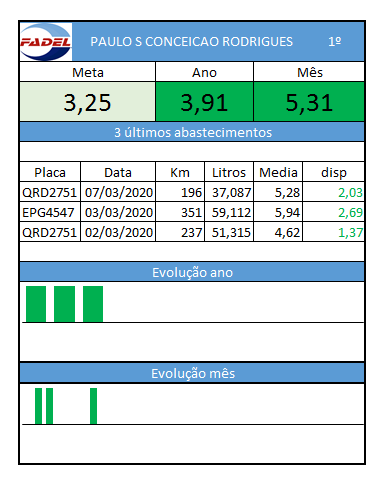 FADEL PAULO S CONCEICAO RODRIGUES 1º
Meta Ano Mês
3,25 3,91 5,31
3 últimos abastecimentos
Placa Data Km Litros Media disp
QRD2751 07/03/2020 196 37,087 5,28 2,03
EPG4547 03/03/2020 351 59,112 5,94 2,69
QRD2751 02/03/2020 237 51,315 4,62 1,37
Evolução ano
Evolução mês